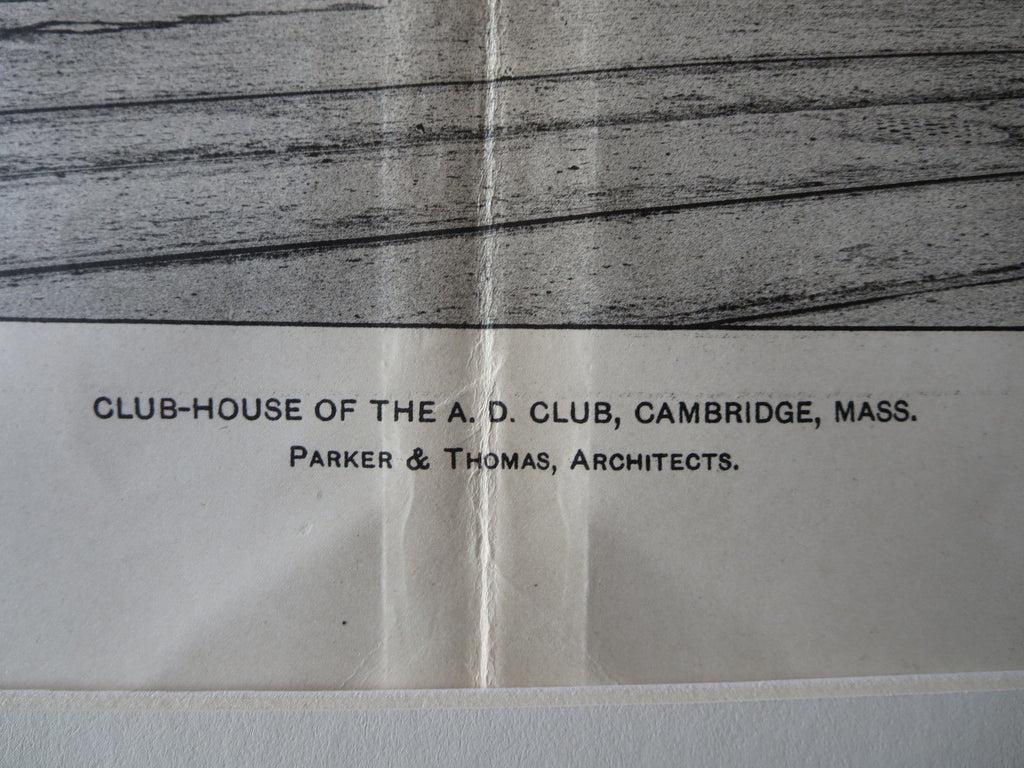 CLUB-HOUSE OF THE A. D. CLUB, CAMBRIDGE, MASS.
PARKER & THOMAS, ARCHITECTS.